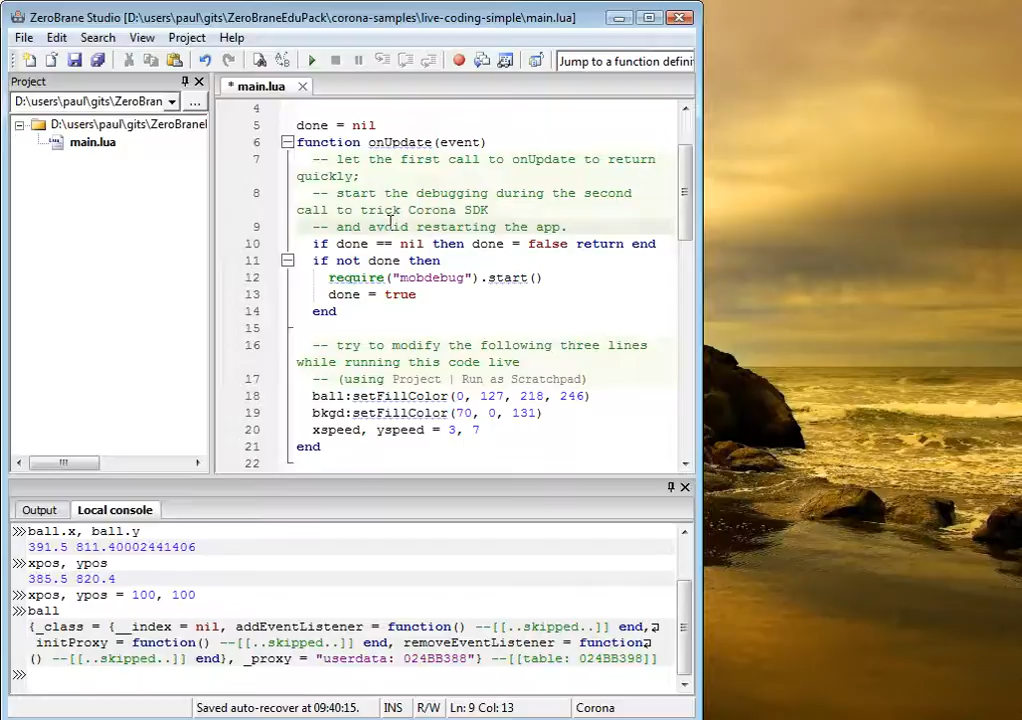 ZeroBrane Studio [D:\users\paul\gits\ZeroBraneEduPack\corona-samples\live-coding-simple\main.lua]
File Edit Search View Project Help
Jump to a function defini
Project
D:\users\paul\gits\ZeroBran ...
D:\users\paul\gits\ZeroBranel
main.lua
* main.lua
4
5 done = nil
6 function onUpdate(event)
7 -- let the first call to onUpdate to return
quickly;
8 -- start the debugging during the second
call to trick Corona SDK
9 -- and avoid restarting the app.
10 if done == nil then done = false return end
11 if not done then
12 require("mobdebug").start()
13 done = true
14 end
15
16 -- try to modify the following three lines
while running this code live
17 -- (using Project | Run as Scratchpad)
18 ball:setFillColor(0, 127, 218, 246)
19 bkgd:setFillColor(70, 0, 131)
20 xspeed, yspeed = 3, 7
21 end
22
Output Local console
ball.x, ball.y
391.5 811.40002441406
xpos, ypos
385.5 820.4
xpos, ypos = 100, 100
ball
{_class = {__index = nil, addEventListener = function() --[[..skipped..]] end,
initProxy = function() --[[..skipped..]] end, removeEventListener = function
() --[[..skipped..]] end}, _proxy = "userdata: 024BB388"} --[[table: 024BB398]]
Saved auto-recover at 09:40:15. INS R/W Ln: 9 Col: 13 Corona